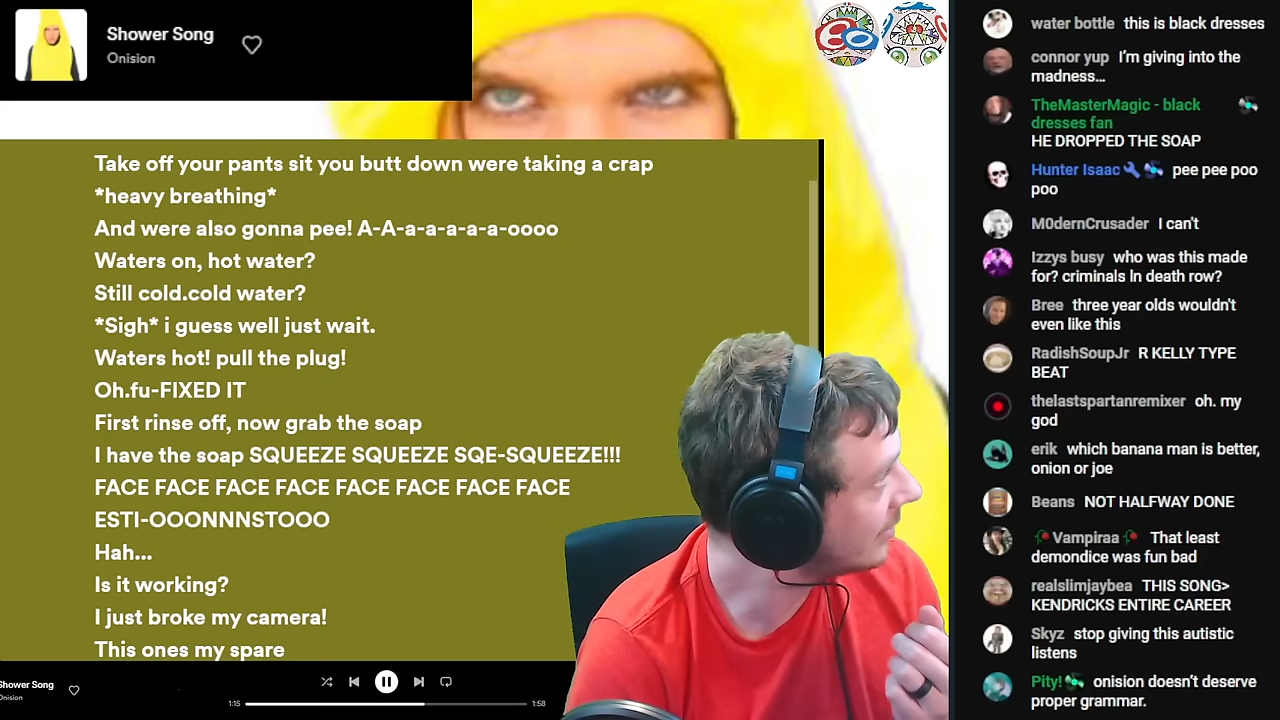 Shower Song
Onision
Take off your pants sit you butt down were taking a crap
*heavy breathing*
And were also gonna pee! A-A-a-a-a-a-a-oooo
Waters on, hot water?
Still cold.cold water?
*Sigh* i guess well just wait.
Waters hot! pull the plug!
Oh.fu-FIXED IT
First rinse off, now grab the soap
I have the soap SQUEEZE SQUEEZE SQE-SQUEEZE!!!
FACE FACE FACE FACE FACE FACE FACE FACE
ESTI-OOONNNSTOOO
Hah...
Is it working?
I just broke my camera!
This ones my spare
Shower Song
Onision
1:15
1:58
water bottle this is black dresses
connor yup I'm giving into the
madness...
TheMasterMagic - black
dresses fan
HE DROPPED THE SOAP
Hunter Isaac pee pee poo
poo
M0dernCrusader I can't
Izzys busy who was this made
for? criminals In death row?
Bree three year olds wouldn't
even like this
RadishSoupJr R KELLY TYPE
BEAT
thelastspartanremixer oh. my
god
erik which banana man is better,
onion or joe
Beans NOT HALFWAY DONE
🥀Vampiraa🥀 That least
demondice was fun bad
realslimjaybea THIS SONG>
KENDRICKS ENTIRE CAREER
Skyz stop giving this autistic
listens
Pity! onision doesn't deserve
proper grammar.